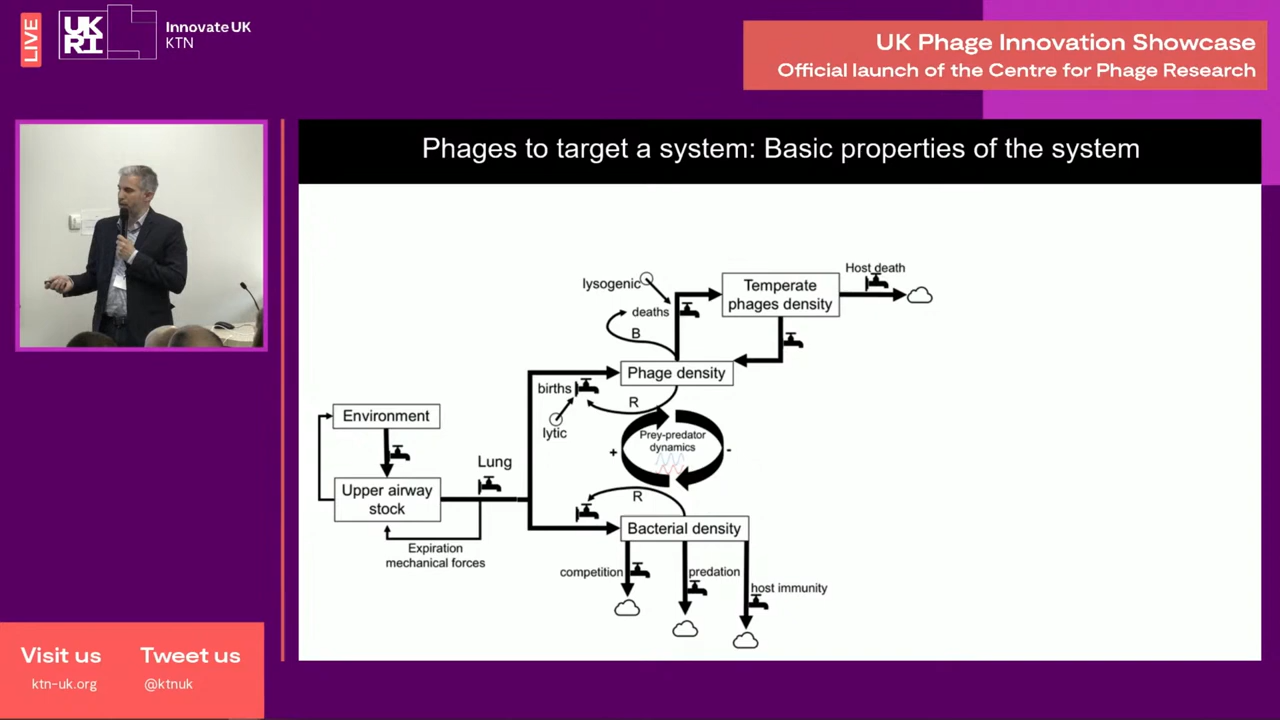 LIVE
UK
RI
Innovate UK
KTN
UK Phage Innovation Showcase
Official launch of the Centre for Phage Research
Phages to target a system: Basic properties of the system
lysogenic
deaths
B
Temperate
phages density
Host death
Phage density
births
R
lytic
Prey-predator
dynamics
+
-
Environment
Upper airway
stock
Lung
Expiration
mechanical forces
R
Bacterial density
competition
predation
host immunity
Visit us
ktn-uk.org
Tweet us
@ktnuk